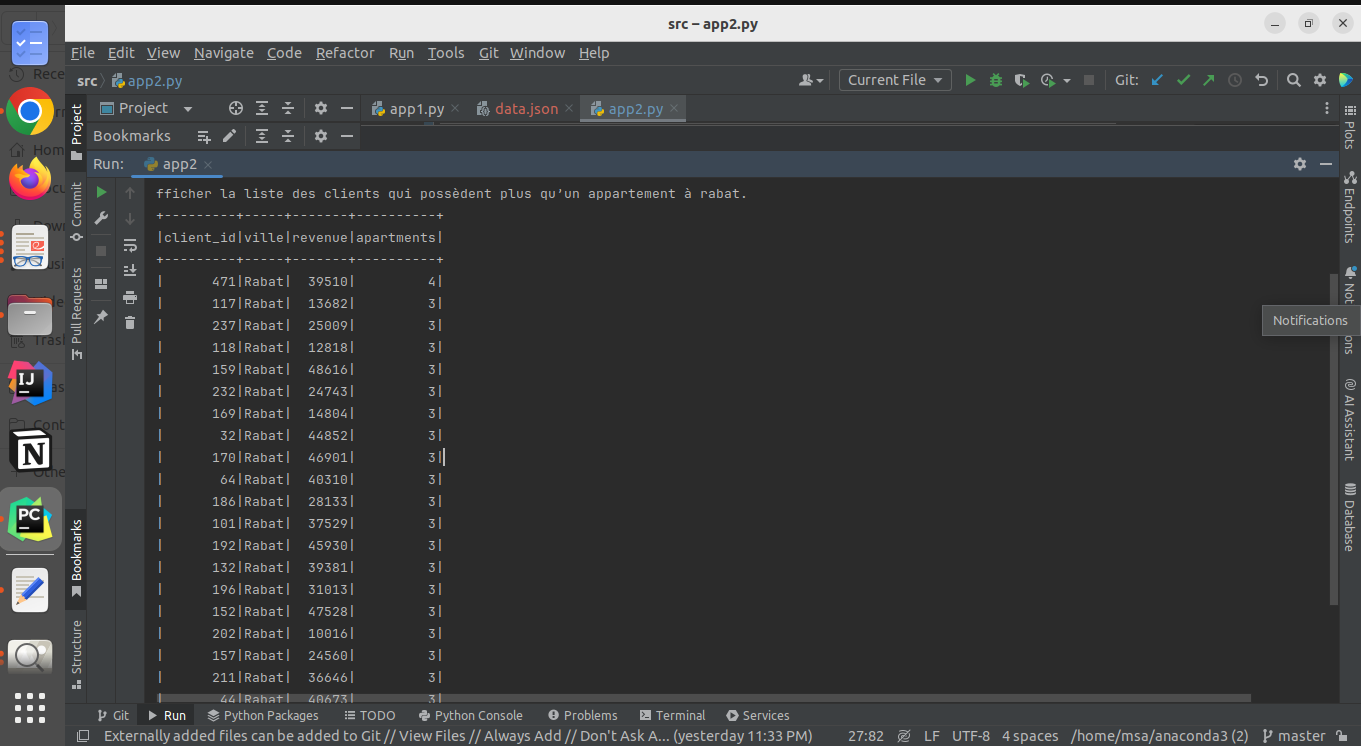 src – app2.py
File Edit View Navigate Code Refactor Run Tools Git Window Help
src app2.py Current File Git:
Project app1.py data.json app2.py
Bookmarks
Run: app2
fficher la liste des clients qui possèdent plus qu’un appartement à rabat.
+---------+-----+-------+----------+
|client_id|ville|revenue|apartments|
+---------+-----+-------+----------+
|      471|Rabat|  39510|         4|
|      117|Rabat|  13682|         3|
|      237|Rabat|  25009|         3|
|      118|Rabat|  12818|         3|
|      159|Rabat|  48616|         3|
|      232|Rabat|  24743|         3|
|      169|Rabat|  14804|         3|
|       32|Rabat|  44852|         3|
|      170|Rabat|  46901|         3|
|       64|Rabat|  40310|         3|
|      186|Rabat|  28133|         3|
|      101|Rabat|  37529|         3|
|      192|Rabat|  45930|         3|
|      132|Rabat|  39381|         3|
|      196|Rabat|  31013|         3|
|      152|Rabat|  47528|         3|
|      202|Rabat|  10016|         3|
|      157|Rabat|  24560|         3|
|      211|Rabat|  36646|         3|
|       44|Rabat|  40673|         3|
Project
Commit
Pull Requests
Bookmarks
Structure
Plots
Endpoints
Notifications
AI Assistant
Database
Rece
Hom
Trash
Cont
Othe
IJ
N
PC
Git Run Python Packages TODO Python Console Problems Terminal Services
Externally added files can be added to Git // View Files // Always Add // Don't Ask A... (yesterday 11:33 PM) 27:82 LF UTF-8 4 spaces /home/msa/anaconda3 (2) master